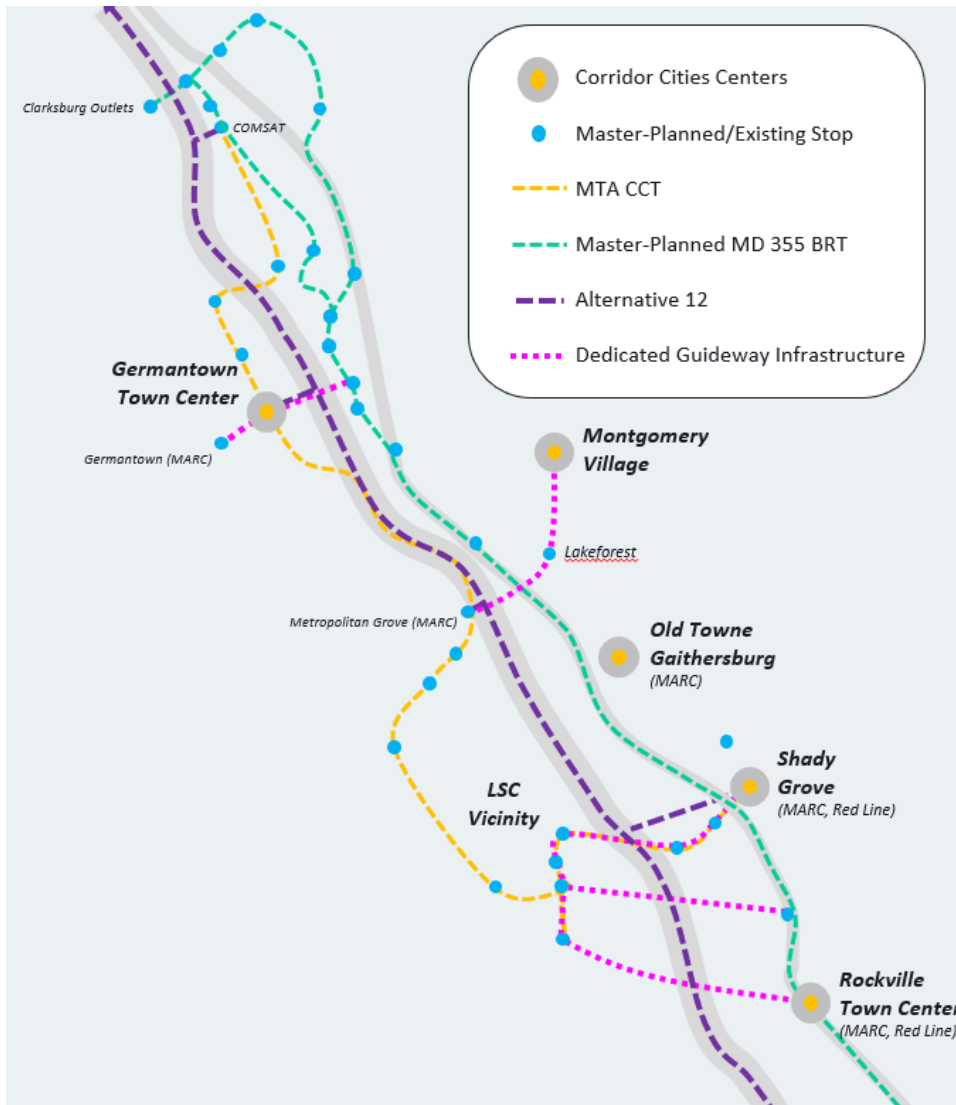 Corridor Cities Centers
Master-Planned/Existing Stop
MTA CCT
Master-Planned MD 355 BRT
Alternative 12
Dedicated Guideway Infrastructure
Clarksburg Outlets
COMSAT
Germantown
Town Center
Germantown (MARC)
Montgomery
Village
Lakeforest
Metropolitan Grove (MARC)
Old Towne
Gaithersburg
(MARC)
Shady
Grove
(MARC, Red Line)
LSC
Vicinity
Rockville
Town Center
(MARC, Red Line)